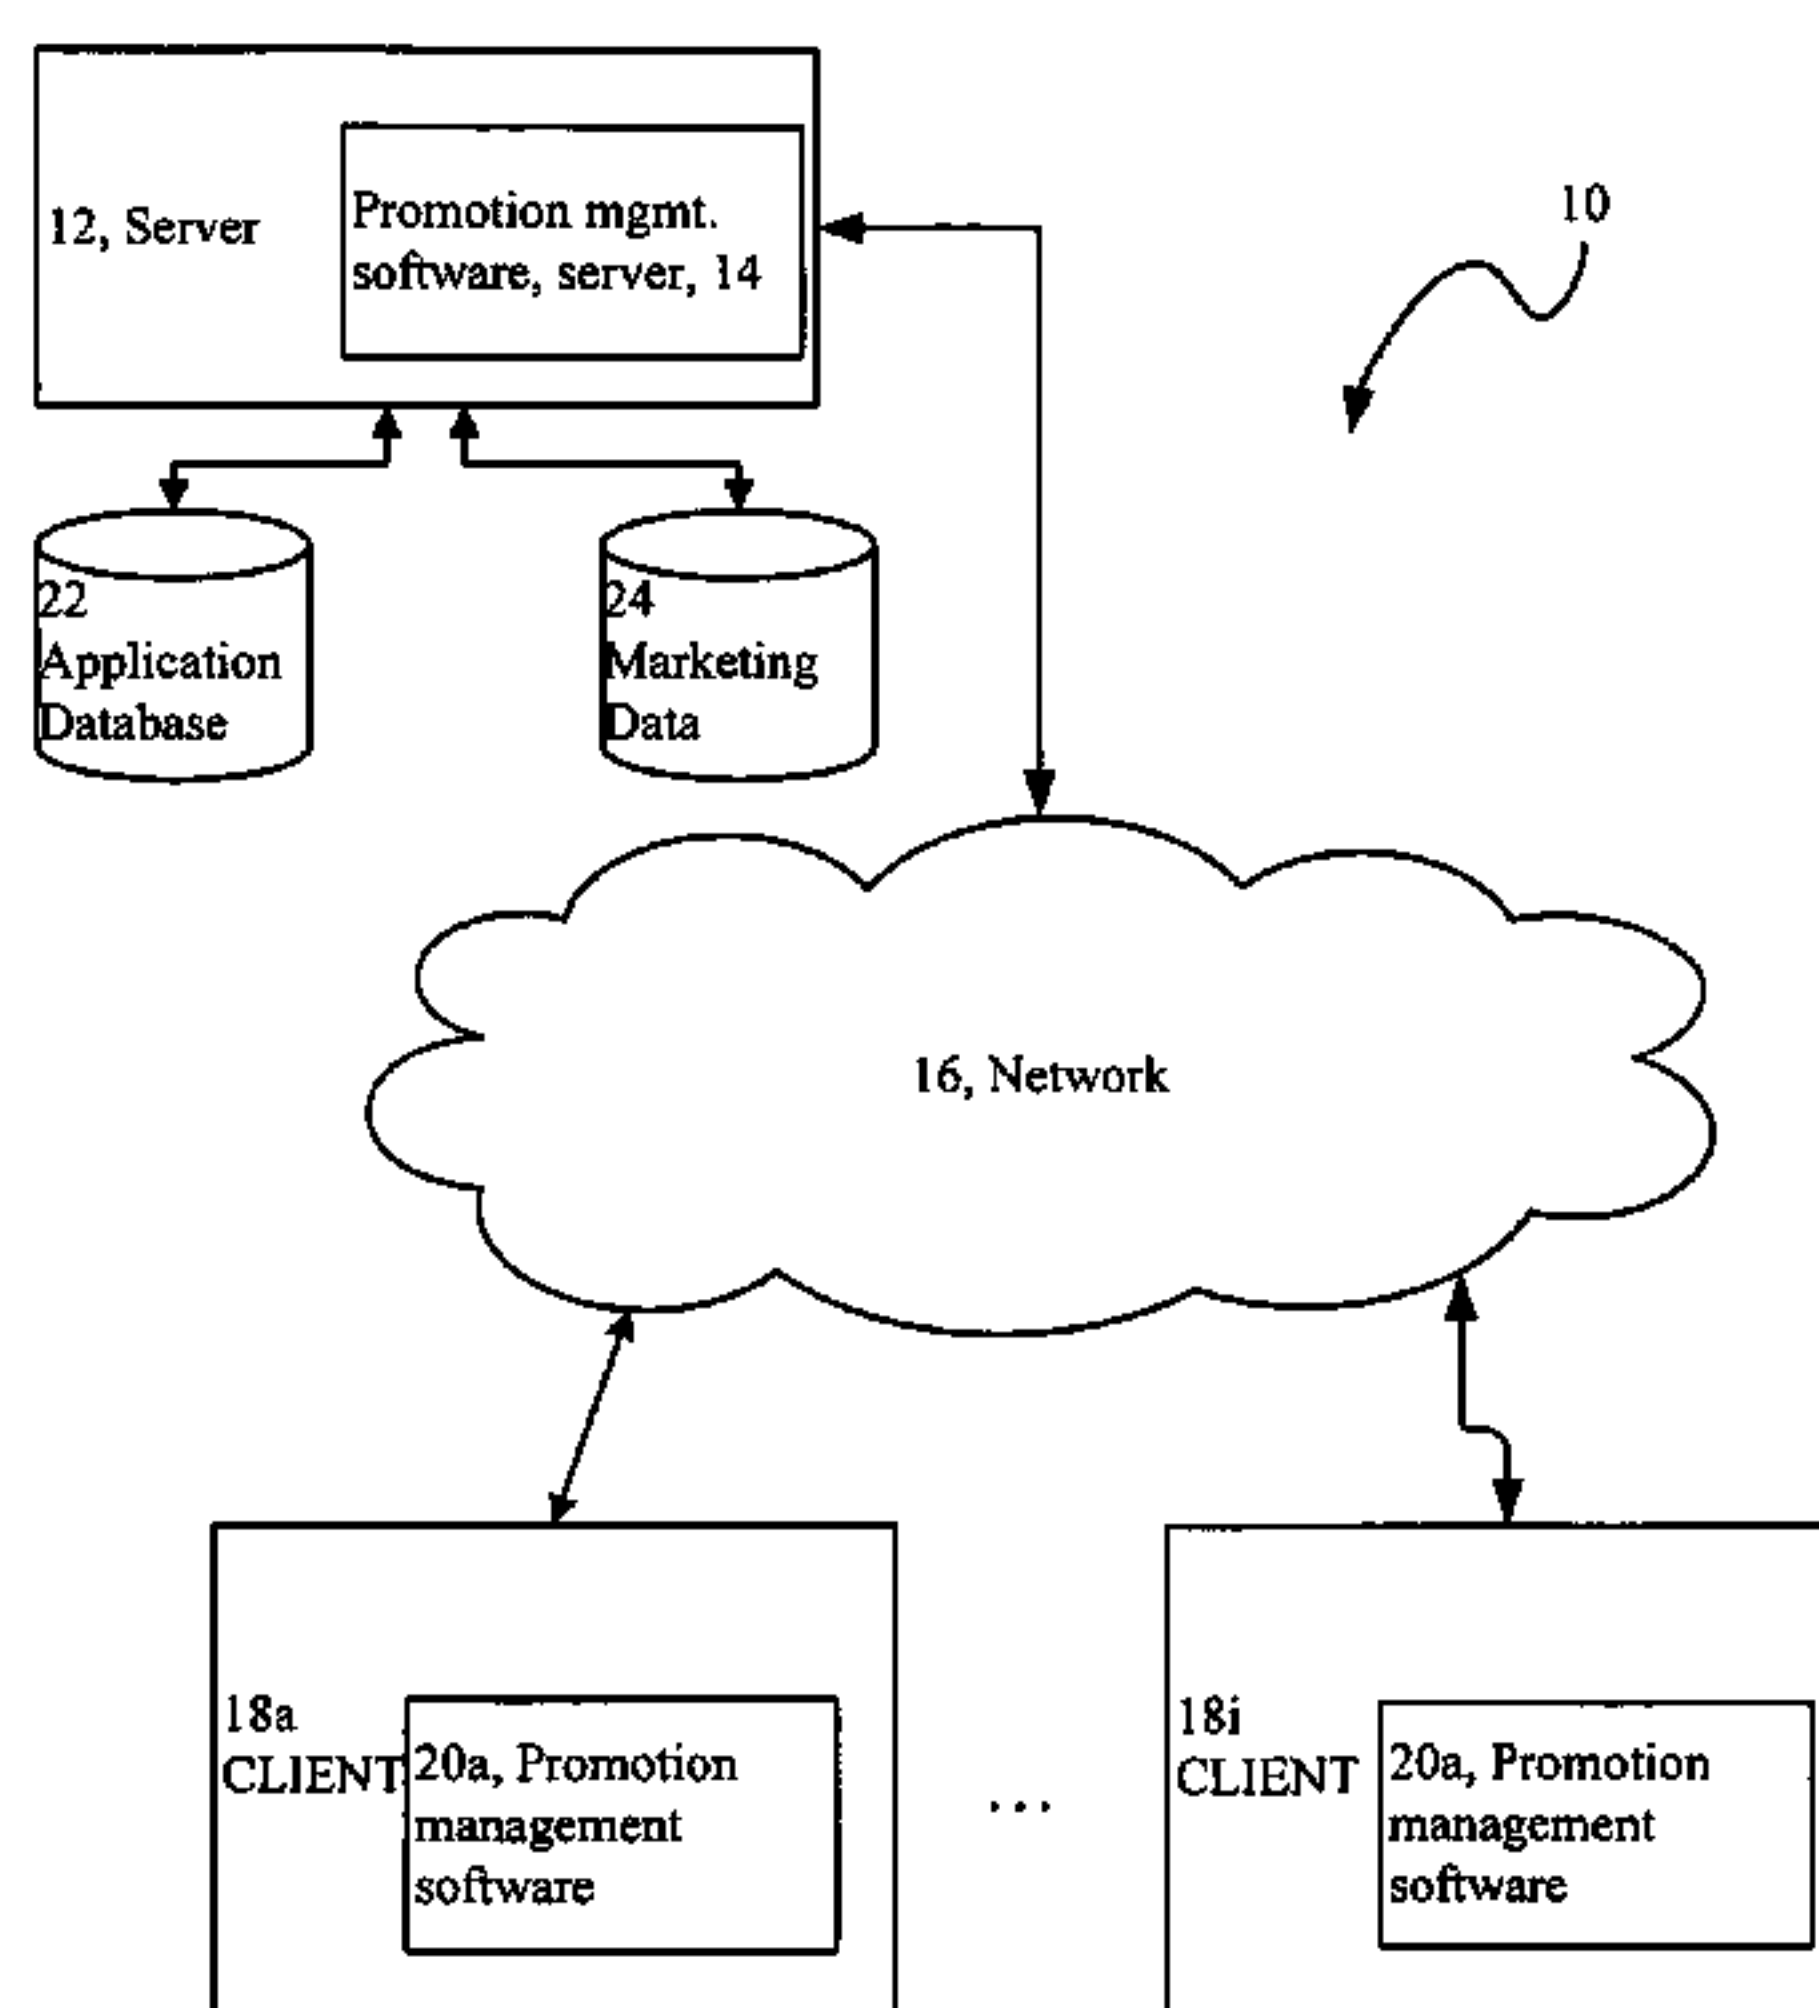 12, Server
Promotion mgmt.
software, server, 14
10
22
Application
Database
24
Marketing
Data
16, Network
18a
CLIENT
20a, Promotion
management
software
...
18i
CLIENT
20a, Promotion
management
software